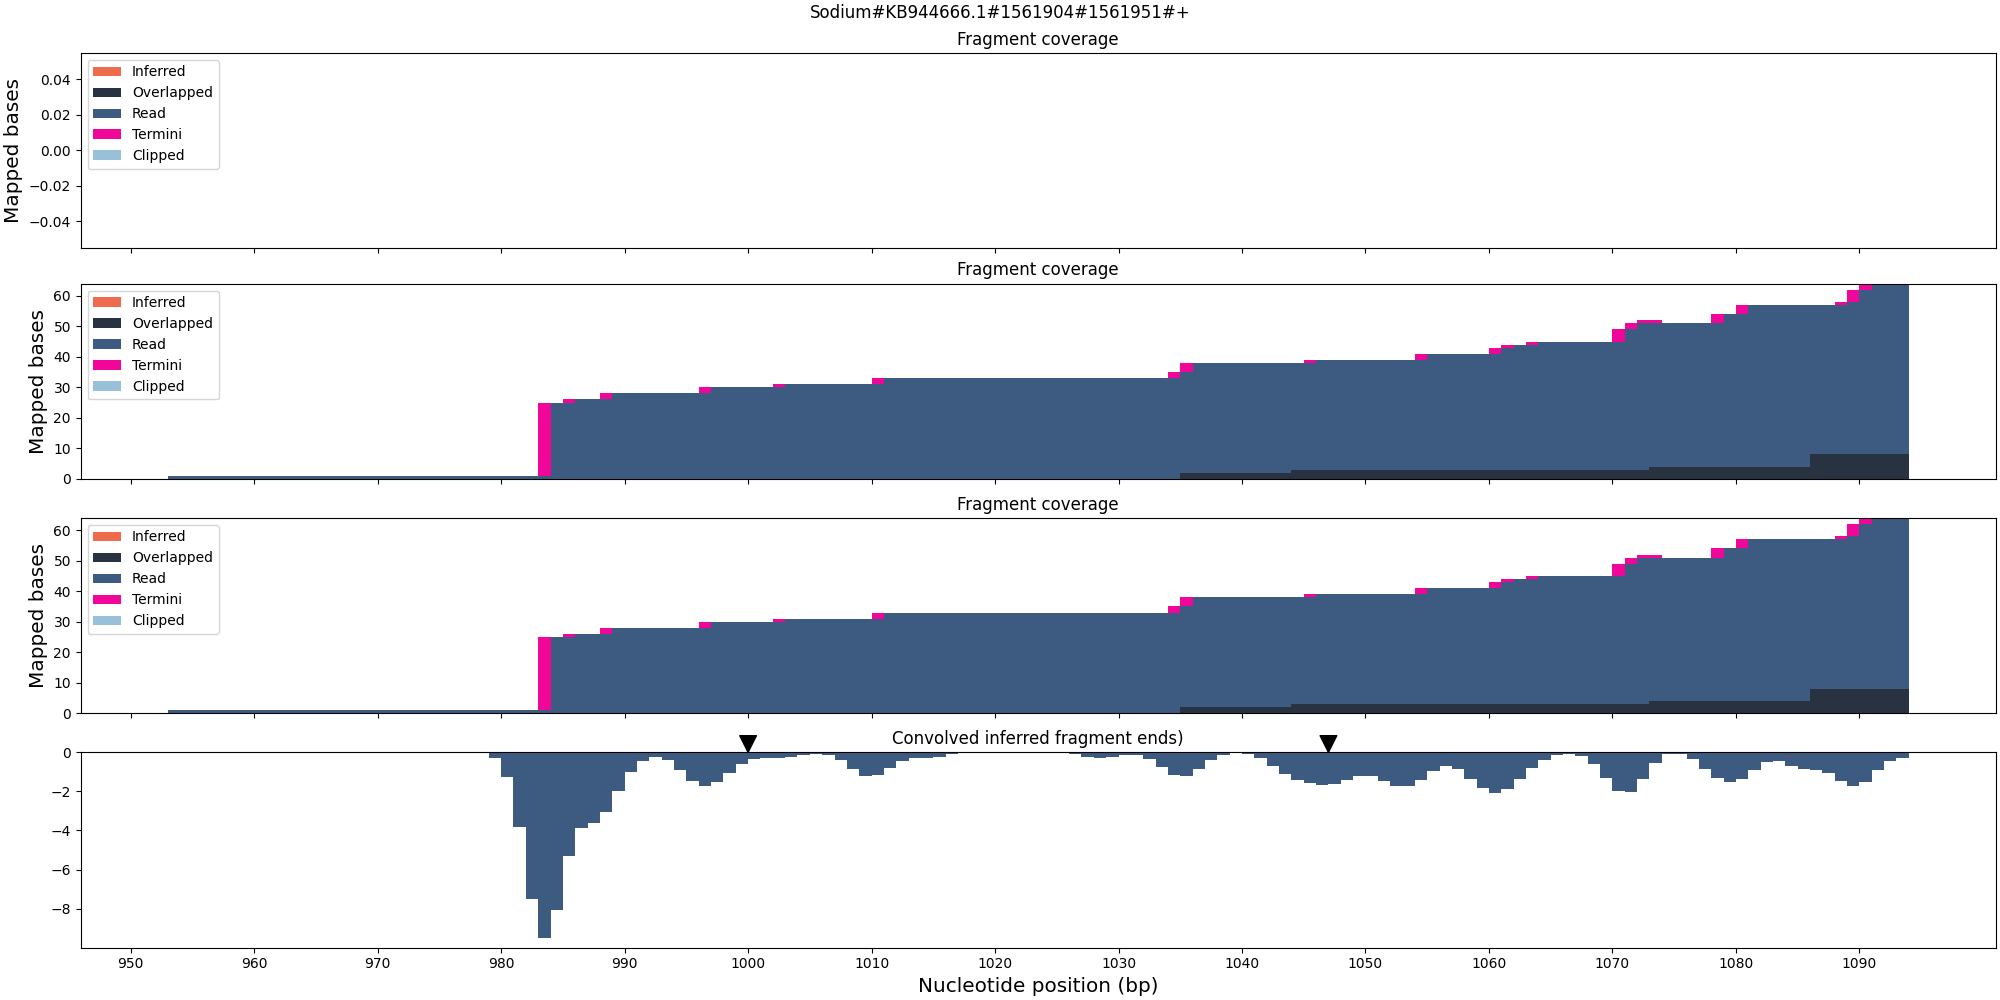 Sodium#KB944666.1#1561904#1561951#+
Fragment coverage
Mapped bases
0.04
0.02
0.00
−0.02
−0.04
Inferred
Overlapped
Read
Termini
Clipped
Fragment coverage
Mapped bases
60
50
40
30
20
10
0
Inferred
Overlapped
Read
Termini
Clipped
Fragment coverage
Mapped bases
60
50
40
30
20
10
0
Inferred
Overlapped
Read
Termini
Clipped
Convolved inferred fragment ends)
0
−2
−4
−6
−8
950 960 970 980 990 1000 1010 1020 1030 1040 1050 1060 1070 1080 1090
Nucleotide position (bp)